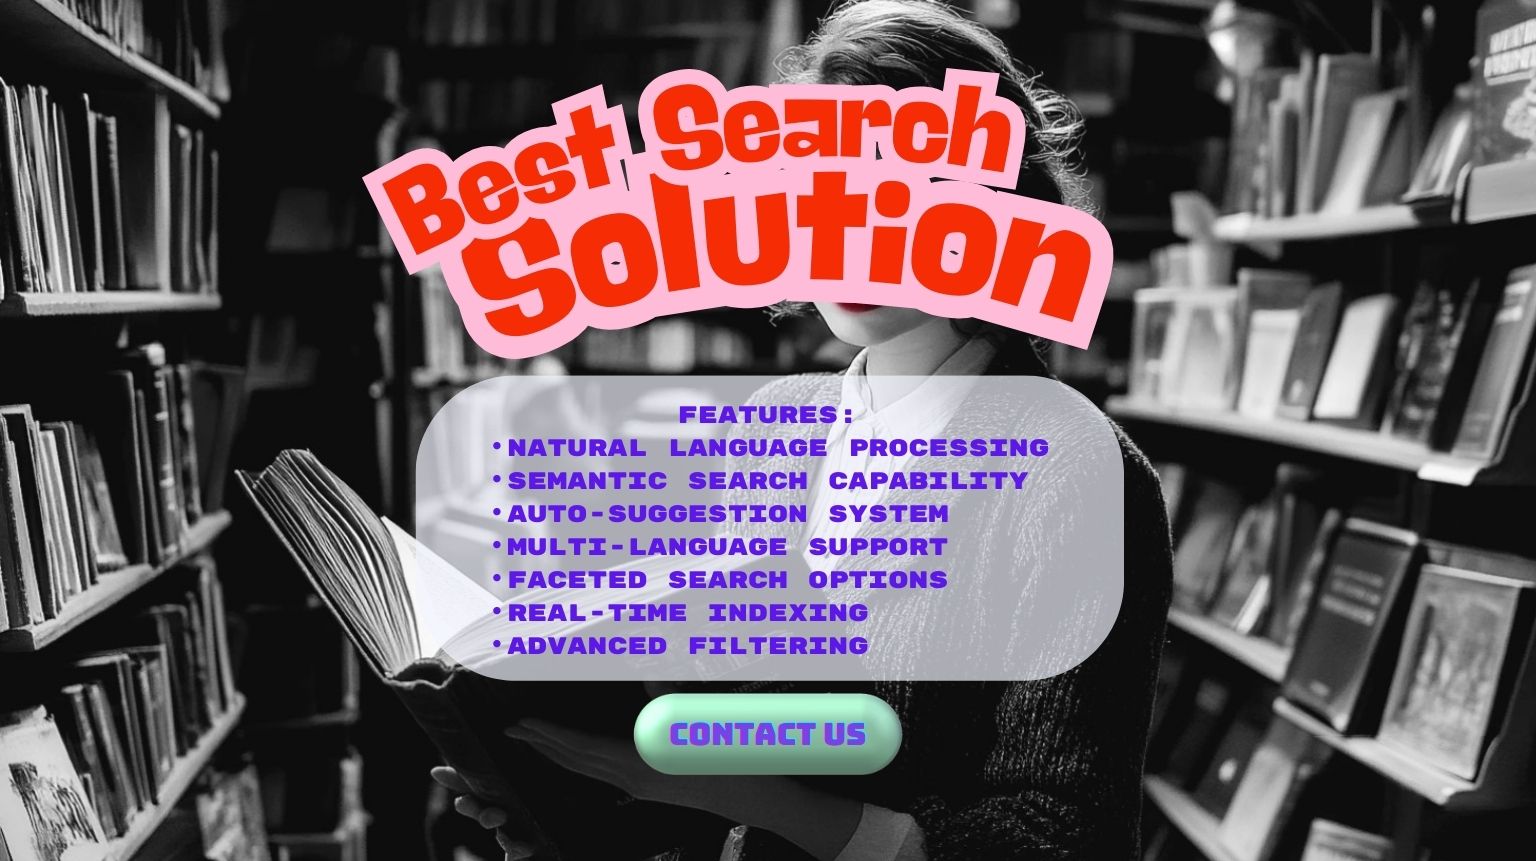 Best Search
Solution
FEATURES:
•NATURAL LANGUAGE PROCESSING
•SEMANTIC SEARCH CAPABILITY
•AUTO-SUGGESTION SYSTEM
•MULTI-LANGUAGE SUPPORT
•FACETED SEARCH OPTIONS
•REAL-TIME INDEXING
•ADVANCED FILTERING
CONTACT US